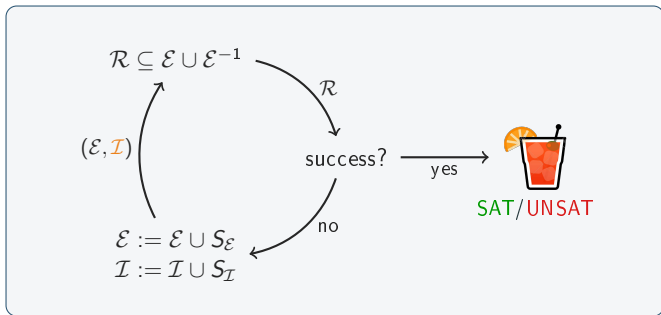 ℛ ⊆ ℰ ∪ ℰ⁻¹
ℛ
(ℰ, ℐ)
success?
yes
SAT/UNSAT
no
ℰ := ℰ ∪ S_ℰ
ℐ := ℐ ∪ S_ℐ